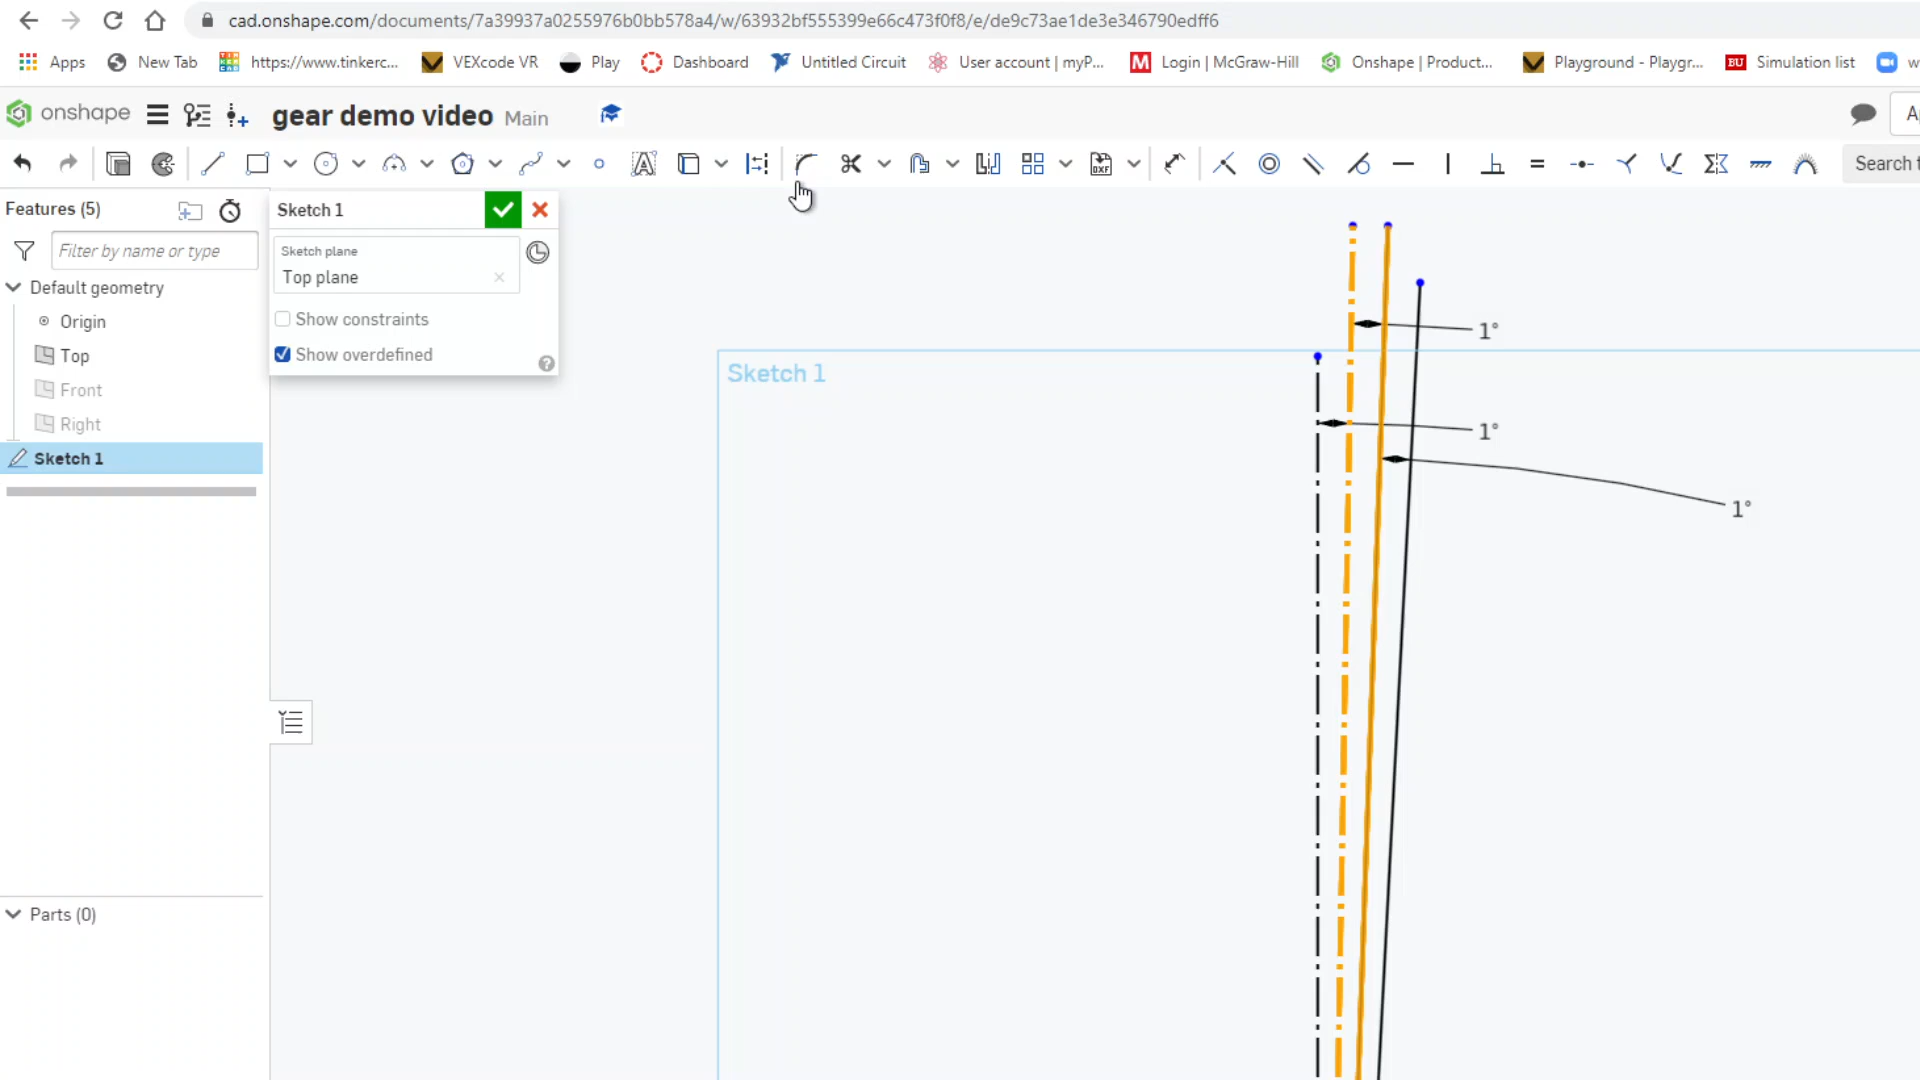 cad.onshape.com/documents/7a39937a0255976b0bb578a4/w/63932bf555399e66c473f0f8/e/de9c73ae1de3e346790edff6
Apps New Tab https://www.tinkerc... VEXcode VR Play Dashboard Untitled Circuit User account | myP... Login | McGraw-Hill Onshape | Product... Playground - Playgr... Simulation list w
onshape gear demo video Main
Search t
Features (5)
Filter by name or type
Default geometry
Origin
Top
Front
Right
Sketch 1
Parts (0)
Sketch 1
Sketch plane
Top plane
Show constraints
Show overdefined
Sketch 1
1°
1°
1°
DXF
BU